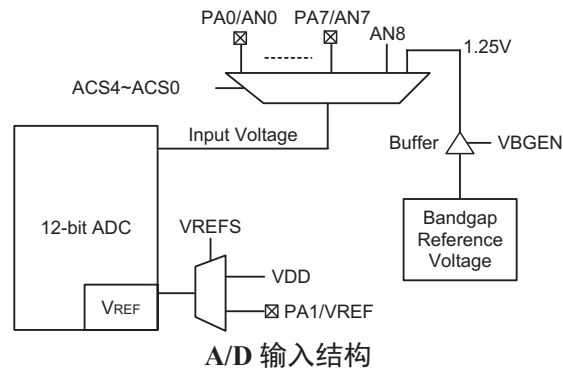 PA0/AN0
PA7/AN7
AN8
1.25V
ACS4~ACS0
Input Voltage
Buffer
VBGEN
12-bit ADC
Bandgap
Reference
Voltage
VREFS
VDD
VREF
PA1/VREF
A/D 输入结构